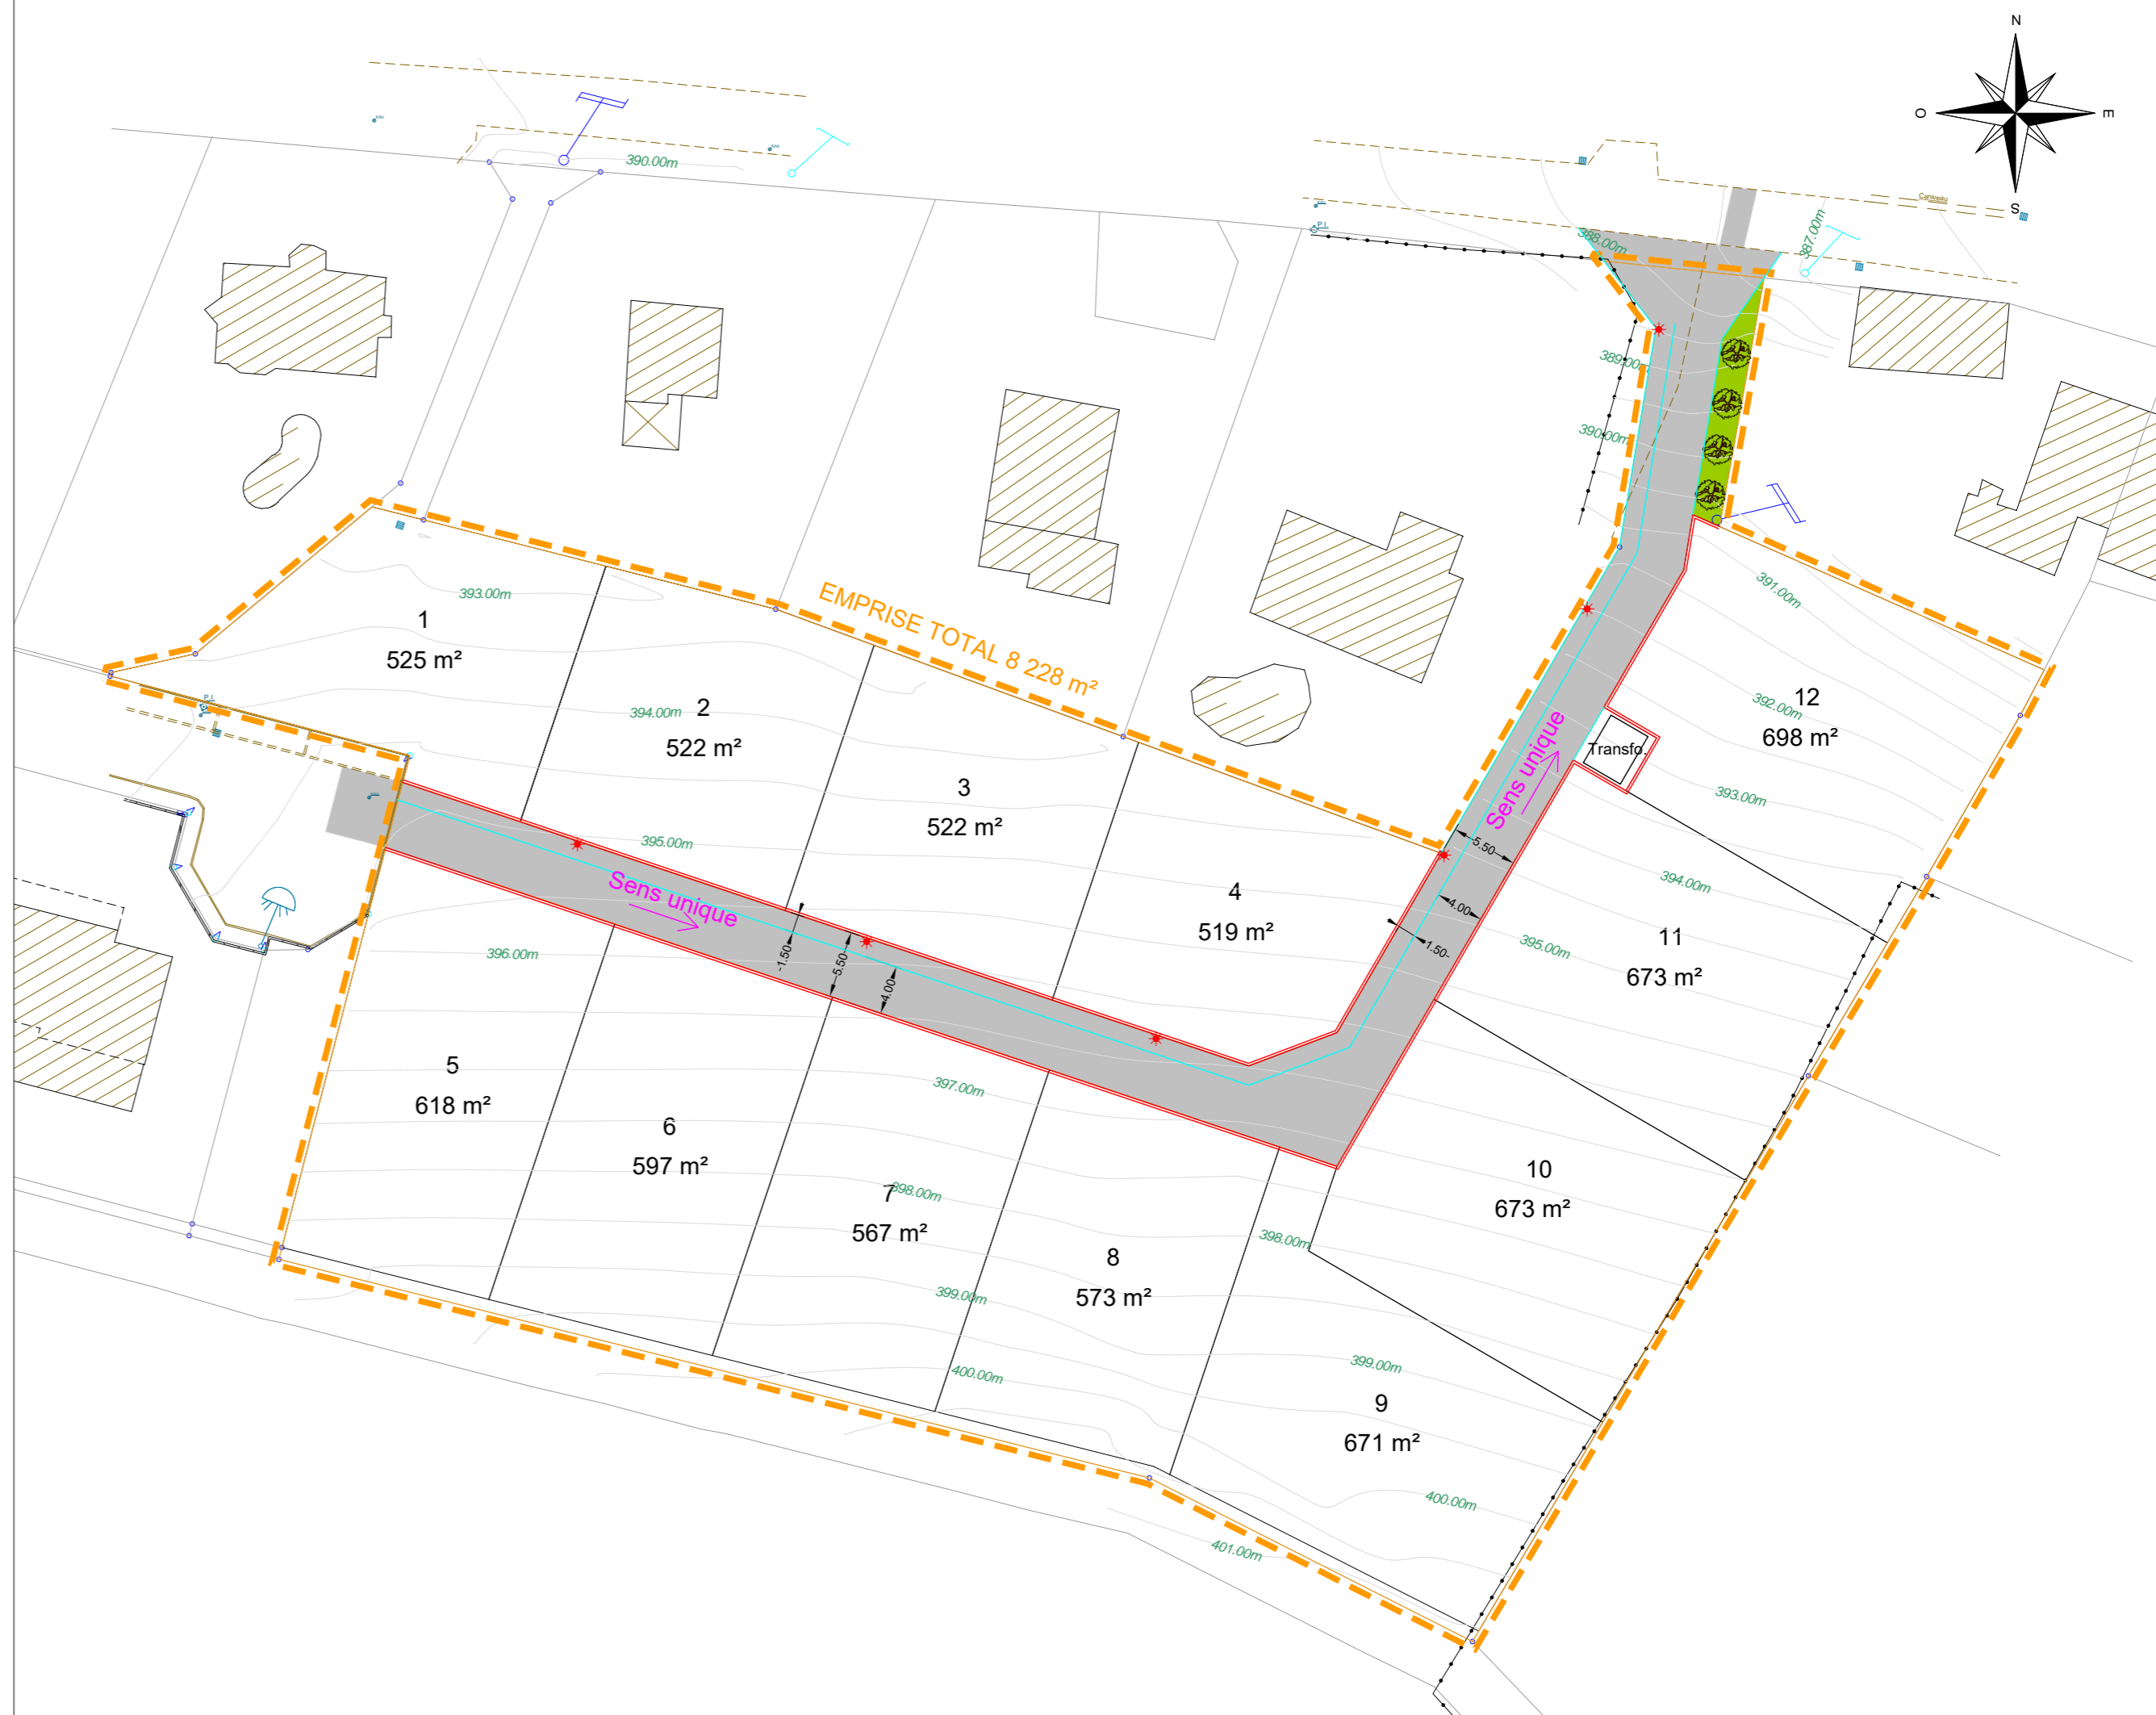 N
O
E
S
390.00m
Caniveau
388.00m
387.00m
P.I.
389.00m
390.00m
393.00m
1
525 m²
EMPRISE TOTAL 8 228 m²
391.00m
P.I.
394.00m
2
522 m²
392.00m
12
698 m²
Transfo.
Sens unique
3
522 m²
393.00m
395.00m
5.50
Sens unique
4
519 m²
394.00m
4.00
1.50
11
673 m²
395.00m
396.00m
1.50
5.50
4.00
5
618 m²
397.00m
6
597 m²
10
673 m²
7
398.00m
567 m²
398.00m
8
573 m²
399.00m
399.00m
400.00m
9
671 m²
400.00m
401.00m